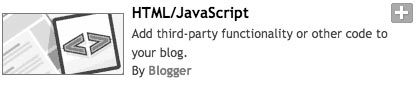 HTML/JavaScript
Add third-party functionality or other code to
your blog.
By Blogger